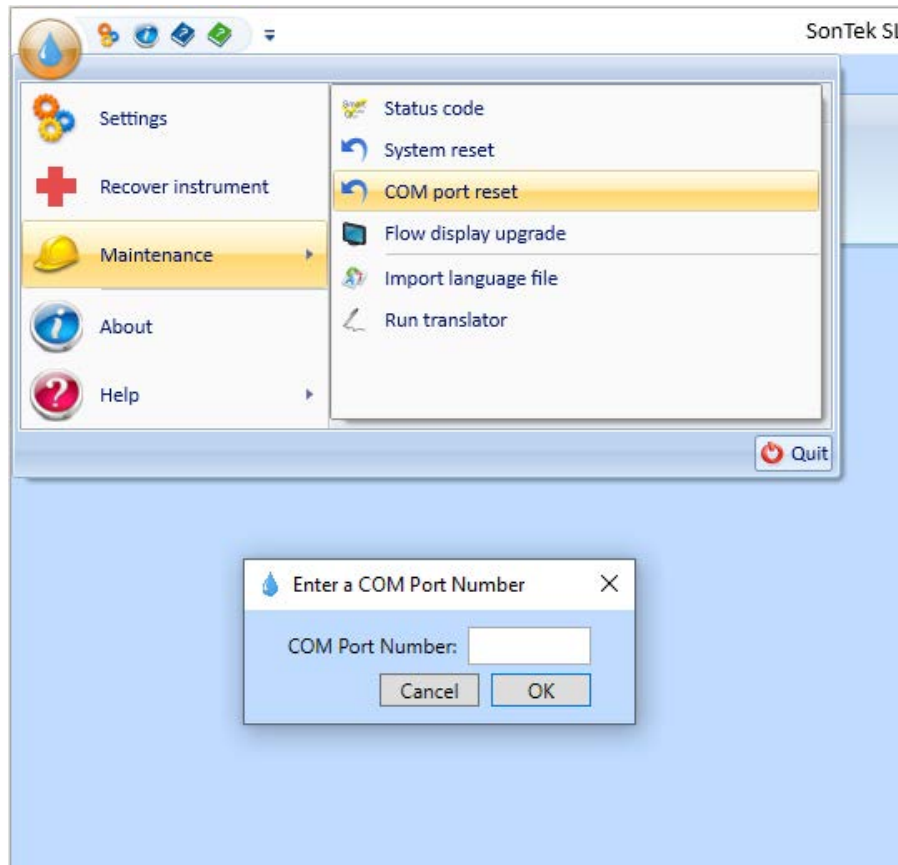 SonTek SL
Settings
Recover instrument
Maintenance
About
Help
Status code
System reset
COM port reset
Flow display upgrade
Import language file
Run translator
Quit
Enter a COM Port Number
COM Port Number:
Cancel OK